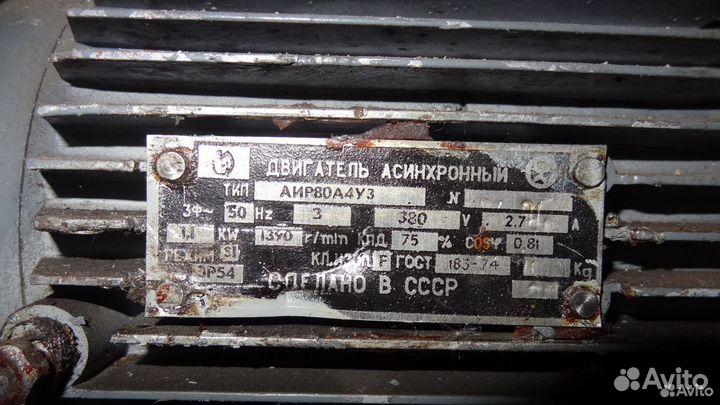 ДВИГАТЕЛЬ АСИНХРОННЫЙ
ТИП АИР80А4У3 N
3Ф~ 50 Hz 3 380 V 2.7 A
1.1 KW 1390 r/min КПД 75 % COSφ 0.81
РЕЖИМ S1 КЛ.ИЗОЛ F ГОСТ 183-74 Kg
IP54 СДЕЛАНО В СССР
Avito
Avito